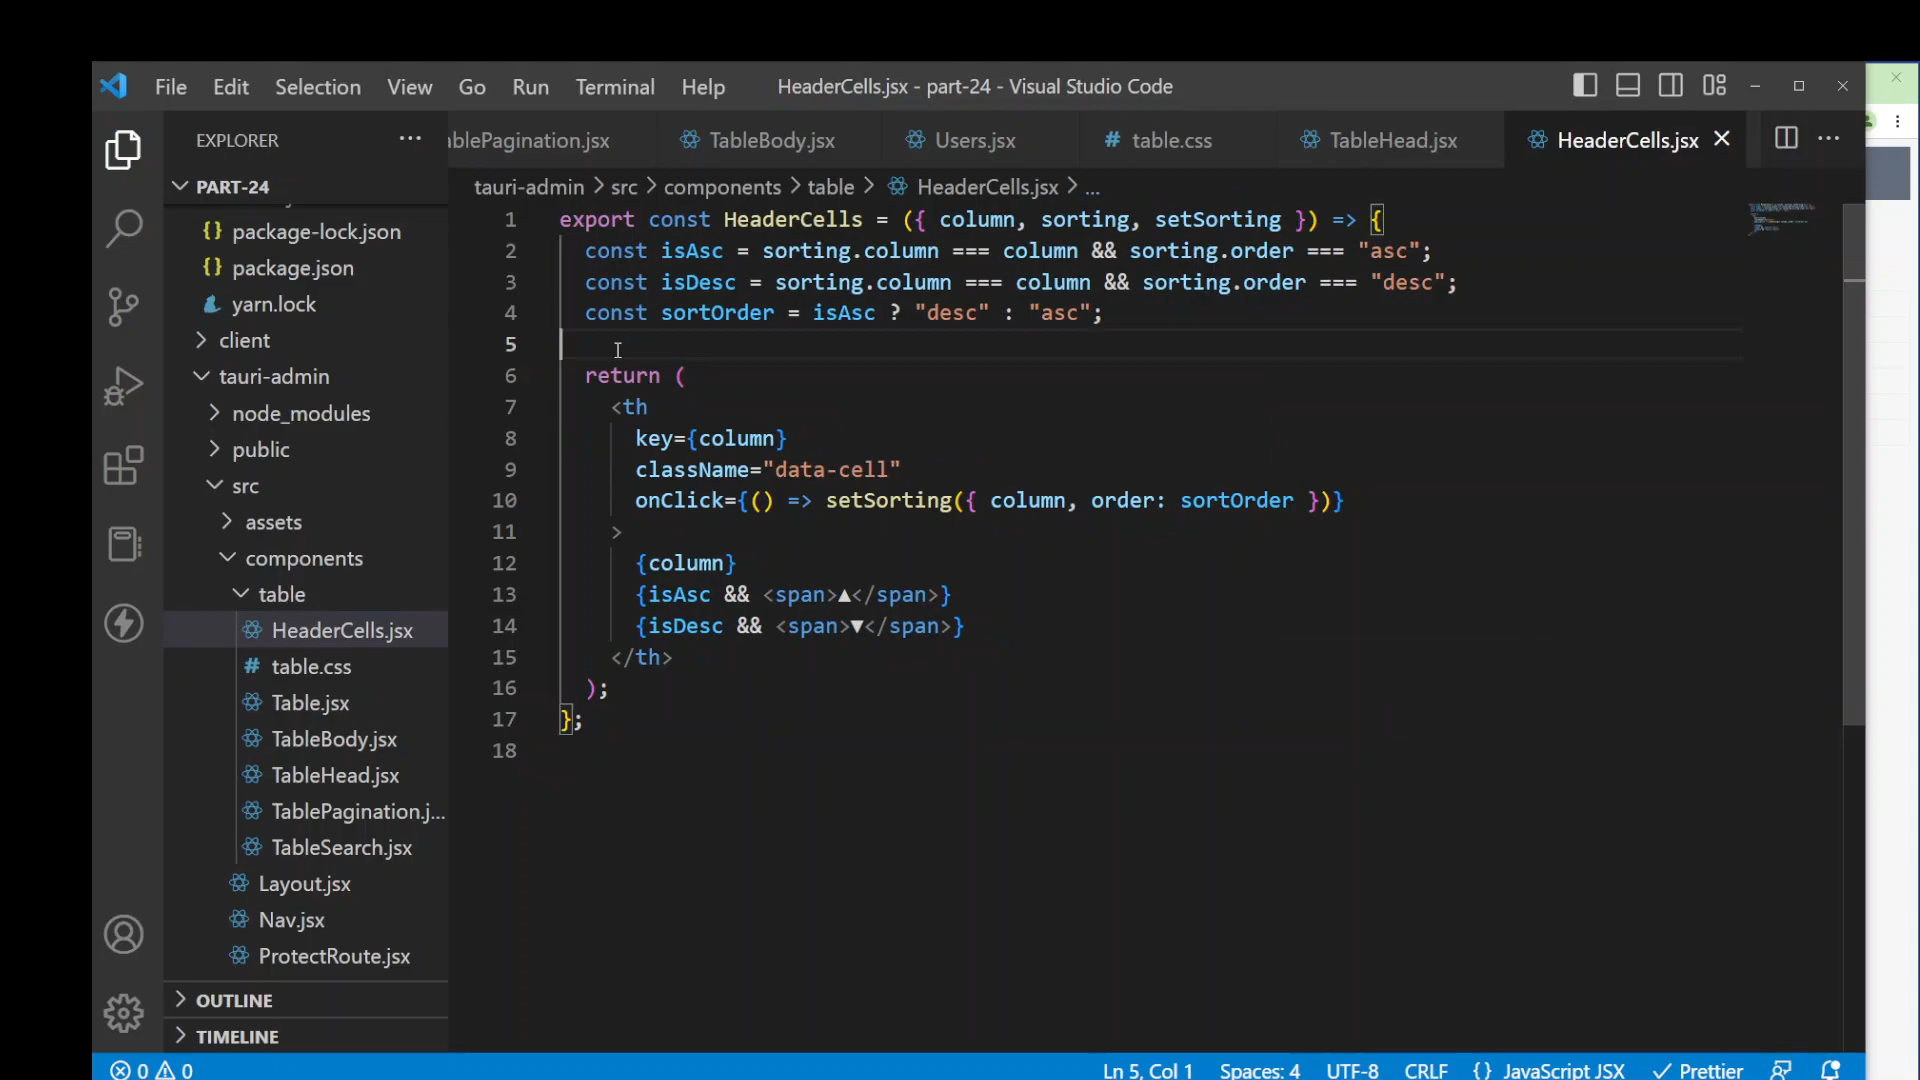 File Edit Selection View Go Run Terminal Help HeaderCells.jsx - part-24 - Visual Studio Code
EXPLORER ···
ablePagination.jsx TableBody.jsx Users.jsx # table.css TableHead.jsx HeaderCells.jsx
tauri-admin > src > components > table > HeaderCells.jsx > ...
PART-24
{} package-lock.json
{} package.json
yarn.lock
client
tauri-admin
node_modules
public
src
assets
components
table
HeaderCells.jsx
# table.css
Table.jsx
TableBody.jsx
TableHead.jsx
TablePagination.j...
TableSearch.jsx
Layout.jsx
Nav.jsx
ProtectRoute.jsx
OUTLINE
TIMELINE
1 export const HeaderCells = ({ column, sorting, setSorting }) => {
2 const isAsc = sorting.column === column && sorting.order === "asc";
3 const isDesc = sorting.column === column && sorting.order === "desc";
4 const sortOrder = isAsc ? "desc" : "asc";
5
6 return (
7 <th
8 key={column}
9 className="data-cell"
10 onClick={() => setSorting({ column, order: sortOrder })}
11 >
12 {column}
13 {isAsc && <span>▲</span>}
14 {isDesc && <span>▼</span>}
15 </th>
16 );
17 };
18
0 0 Ln 5, Col 1 Spaces: 4 UTF-8 CRLF {} JavaScript JSX Prettier